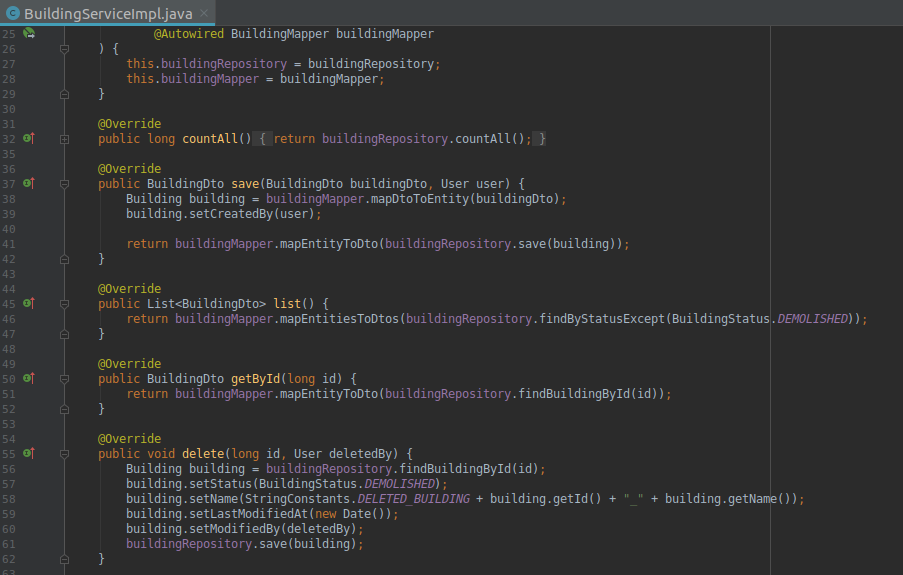 BuildingServiceImpl.java ×
25 @Autowired BuildingMapper buildingMapper
26 ) {
27 this.buildingRepository = buildingRepository;
28 this.buildingMapper = buildingMapper;
29 }
30
31 @Override
32 public long countAll() { return buildingRepository.countAll(); }
35
36 @Override
37 public BuildingDto save(BuildingDto buildingDto, User user) {
38 Building building = buildingMapper.mapDtoToEntity(buildingDto);
39 building.setCreatedBy(user);
40
41 return buildingMapper.mapEntityToDto(buildingRepository.save(building));
42 }
43
44 @Override
45 public List<BuildingDto> list() {
46 return buildingMapper.mapEntitiesToDtos(buildingRepository.findByStatusExcept(BuildingStatus.DEMOLISHED));
47 }
48
49 @Override
50 public BuildingDto getById(long id) {
51 return buildingMapper.mapEntityToDto(buildingRepository.findBuildingById(id));
52 }
53
54 @Override
55 public void delete(long id, User deletedBy) {
56 Building building = buildingRepository.findBuildingById(id);
57 building.setStatus(BuildingStatus.DEMOLISHED);
58 building.setName(StringConstants.DELETED_BUILDING + building.getId() + "_" + building.getName());
59 building.setLastModifiedAt(new Date());
60 building.setModifiedBy(deletedBy);
61 buildingRepository.save(building);
62 }
63